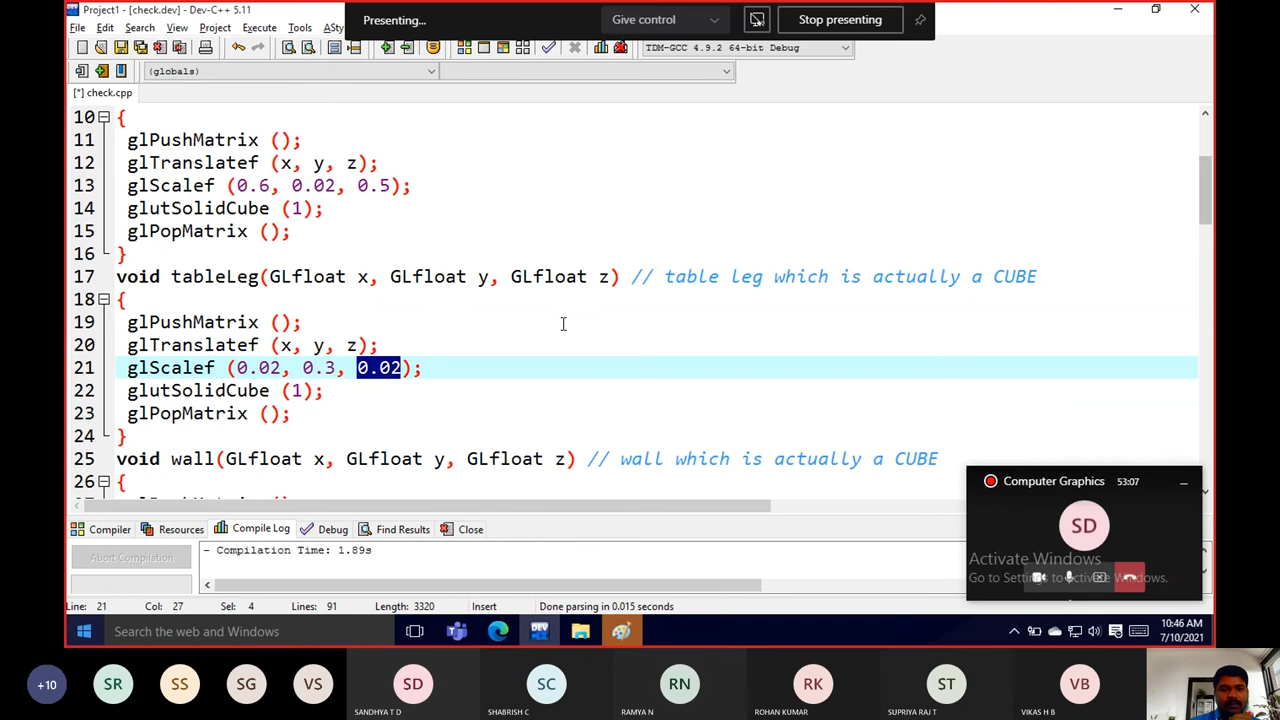 Project1 - [check.dev] - Dev-C++ 5.11
Presenting...
Give control
Stop presenting
File Edit Search View Project Execute Tools AStyle
TDM-GCC 4.9.2 64-bit Debug
(globals)
[*] check.cpp
10 {
11 glPushMatrix ();
12 glTranslatef (x, y, z);
13 glScalef (0.6, 0.02, 0.5);
14 glutSolidCube (1);
15 glPopMatrix ();
16 }
17 void tableLeg(GLfloat x, GLfloat y, GLfloat z) // table leg which is actually a CUBE
18 {
19 glPushMatrix ();
20 glTranslatef (x, y, z);
21 glScalef (0.02, 0.3, 0.02);
22 glutSolidCube (1);
23 glPopMatrix ();
24 }
25 void wall(GLfloat x, GLfloat y, GLfloat z) // wall which is actually a CUBE
26 {
Computer Graphics 53:07
SD
Activate Windows
Go to Settings to activate Windows.
Compiler Resources Compile Log Debug Find Results Close
Abort Compilation
- Compilation Time: 1.89s
Line: 21 Col: 27 Sel: 4 Lines: 91 Length: 3320 Insert Done parsing in 0.015 seconds
Search the web and Windows
DEV
10:46 AM
7/10/2021
+10 SR SS SG VS SD SC RN RK ST VB
SANDHYA T D SHABRISH C RAMYA N ROHAN KUMAR SUPRIYA RAJ T VIKAS H B